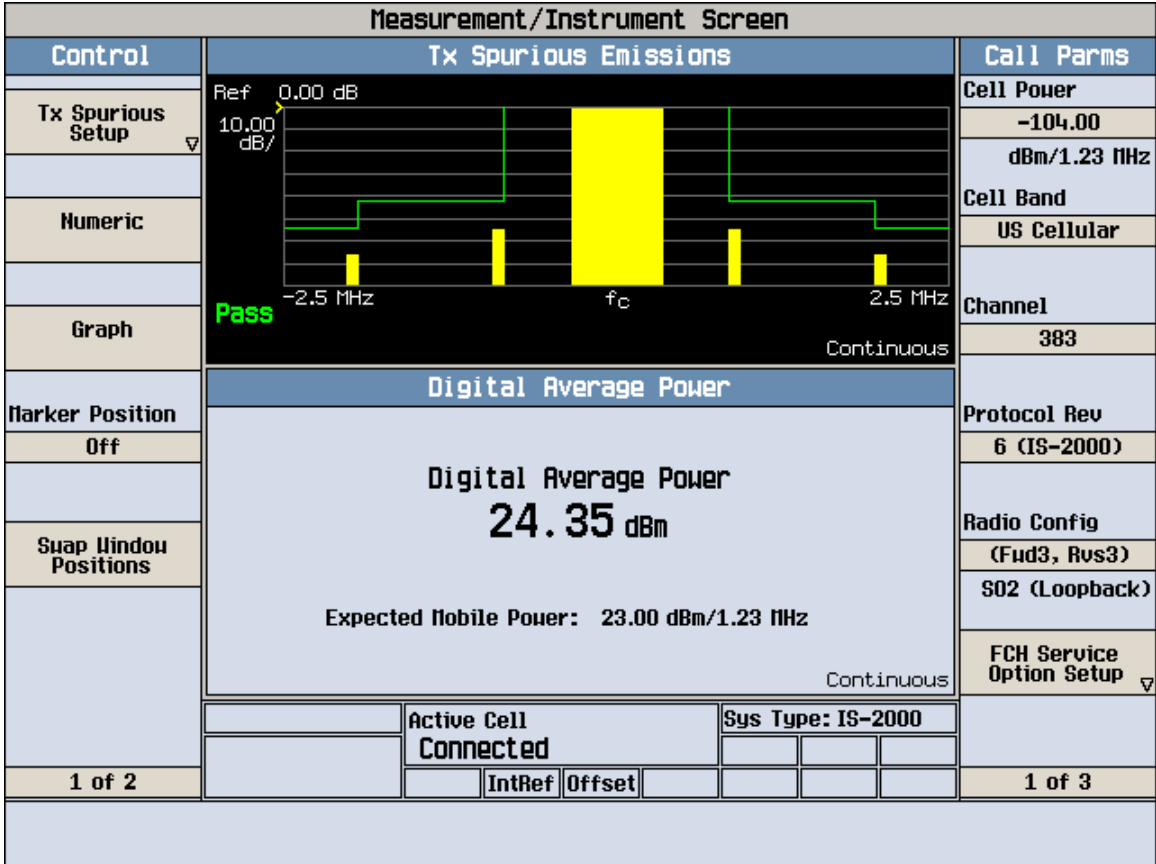 Measurement/Instrument Screen
Control
Tx Spurious
Setup
Numeric
Graph
Marker Position
Off
Swap Window
Positions
1 of 2
Tx Spurious Emissions
Ref 0.00 dB
10.00
dB/
-2.5 MHz
fc
2.5 MHz
Pass
Continuous
Digital Average Power
Digital Average Power
24.35 dBm
Expected Mobile Power: 23.00 dBm/1.23 MHz
Continuous
Active Cell
Connected
Sys Type: IS-2000
IntRef
Offset
Call Parms
Cell Power
-104.00
dBm/1.23 MHz
Cell Band
US Cellular
Channel
383
Protocol Rev
6 (IS-2000)
Radio Config
(Fwd3, Rvs3)
SO2 (Loopback)
FCH Service
Option Setup
1 of 3